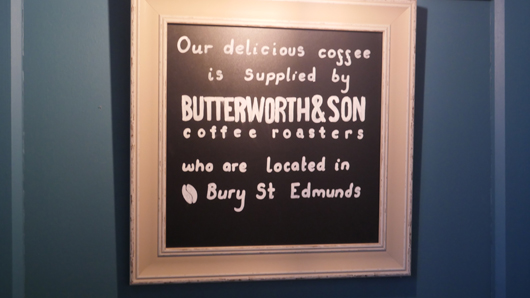 Our delicious coffee
is supplied by
BUTTERWORTH&SON
coffee roasters
who are located in
Bury St Edmunds